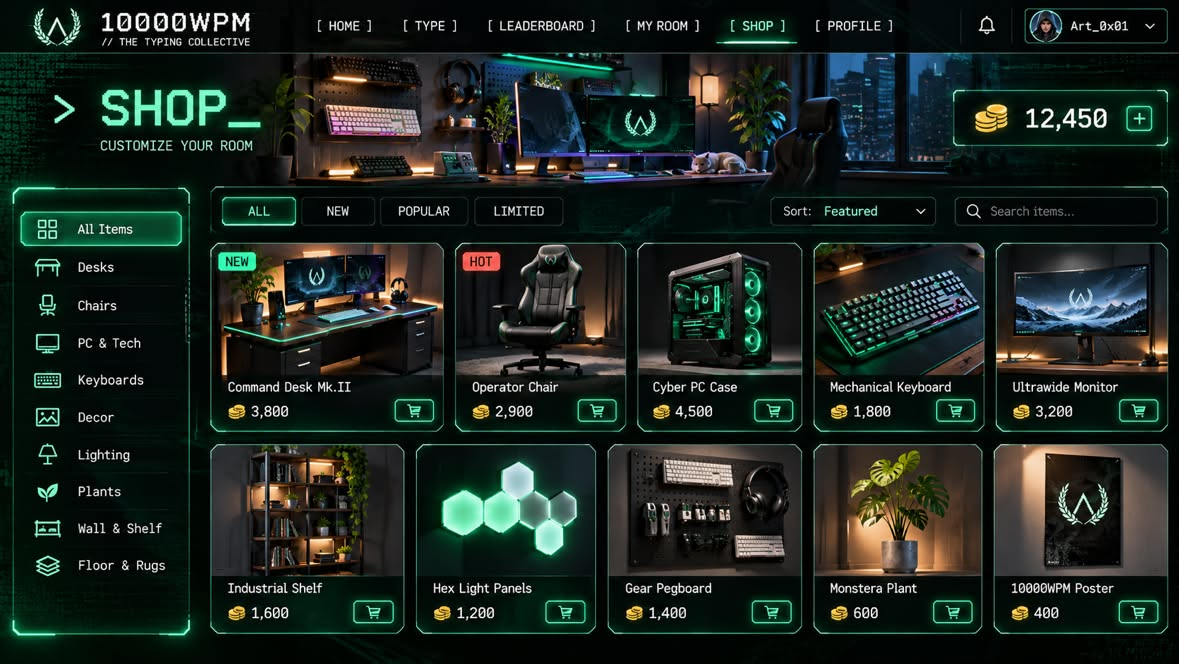 10000WPM
// THE TYPING COLLECTIVE
[ HOME ]
[ TYPE ]
[ LEADERBOARD ]
[ MY ROOM ]
[ SHOP ]
[ PROFILE ]
Art_0x01
> SHOP_
CUSTOMIZE YOUR ROOM
12,450
All Items
Desks
Chairs
PC & Tech
Keyboards
Decor
Lighting
Plants
Wall & Shelf
Floor & Rugs
ALL
NEW
POPULAR
LIMITED
Sort: Featured
Search items...
NEW
Command Desk Mk.II
3,800
HOT
Operator Chair
2,900
Cyber PC Case
4,500
Mechanical Keyboard
1,800
Ultrawide Monitor
3,200
Industrial Shelf
1,600
Hex Light Panels
1,200
Gear Pegboard
1,400
Monstera Plant
600
10000WPM Poster
400